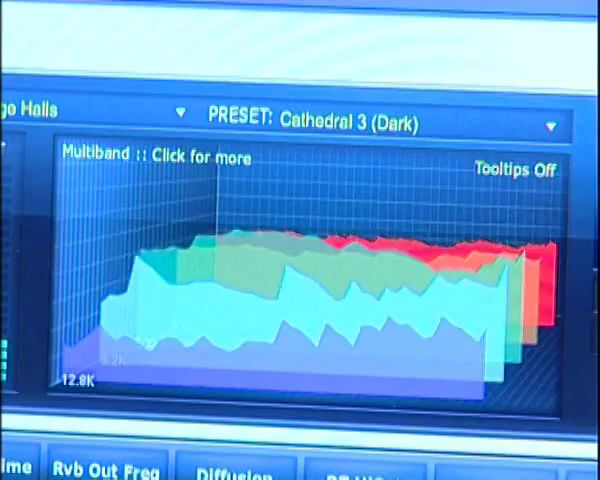 go Halls
PRESET: Cathedral 3 (Dark)
Multiband :: Click for more
Tooltips Off
12.8K
ime
Rvb Out Freq
Diffusion